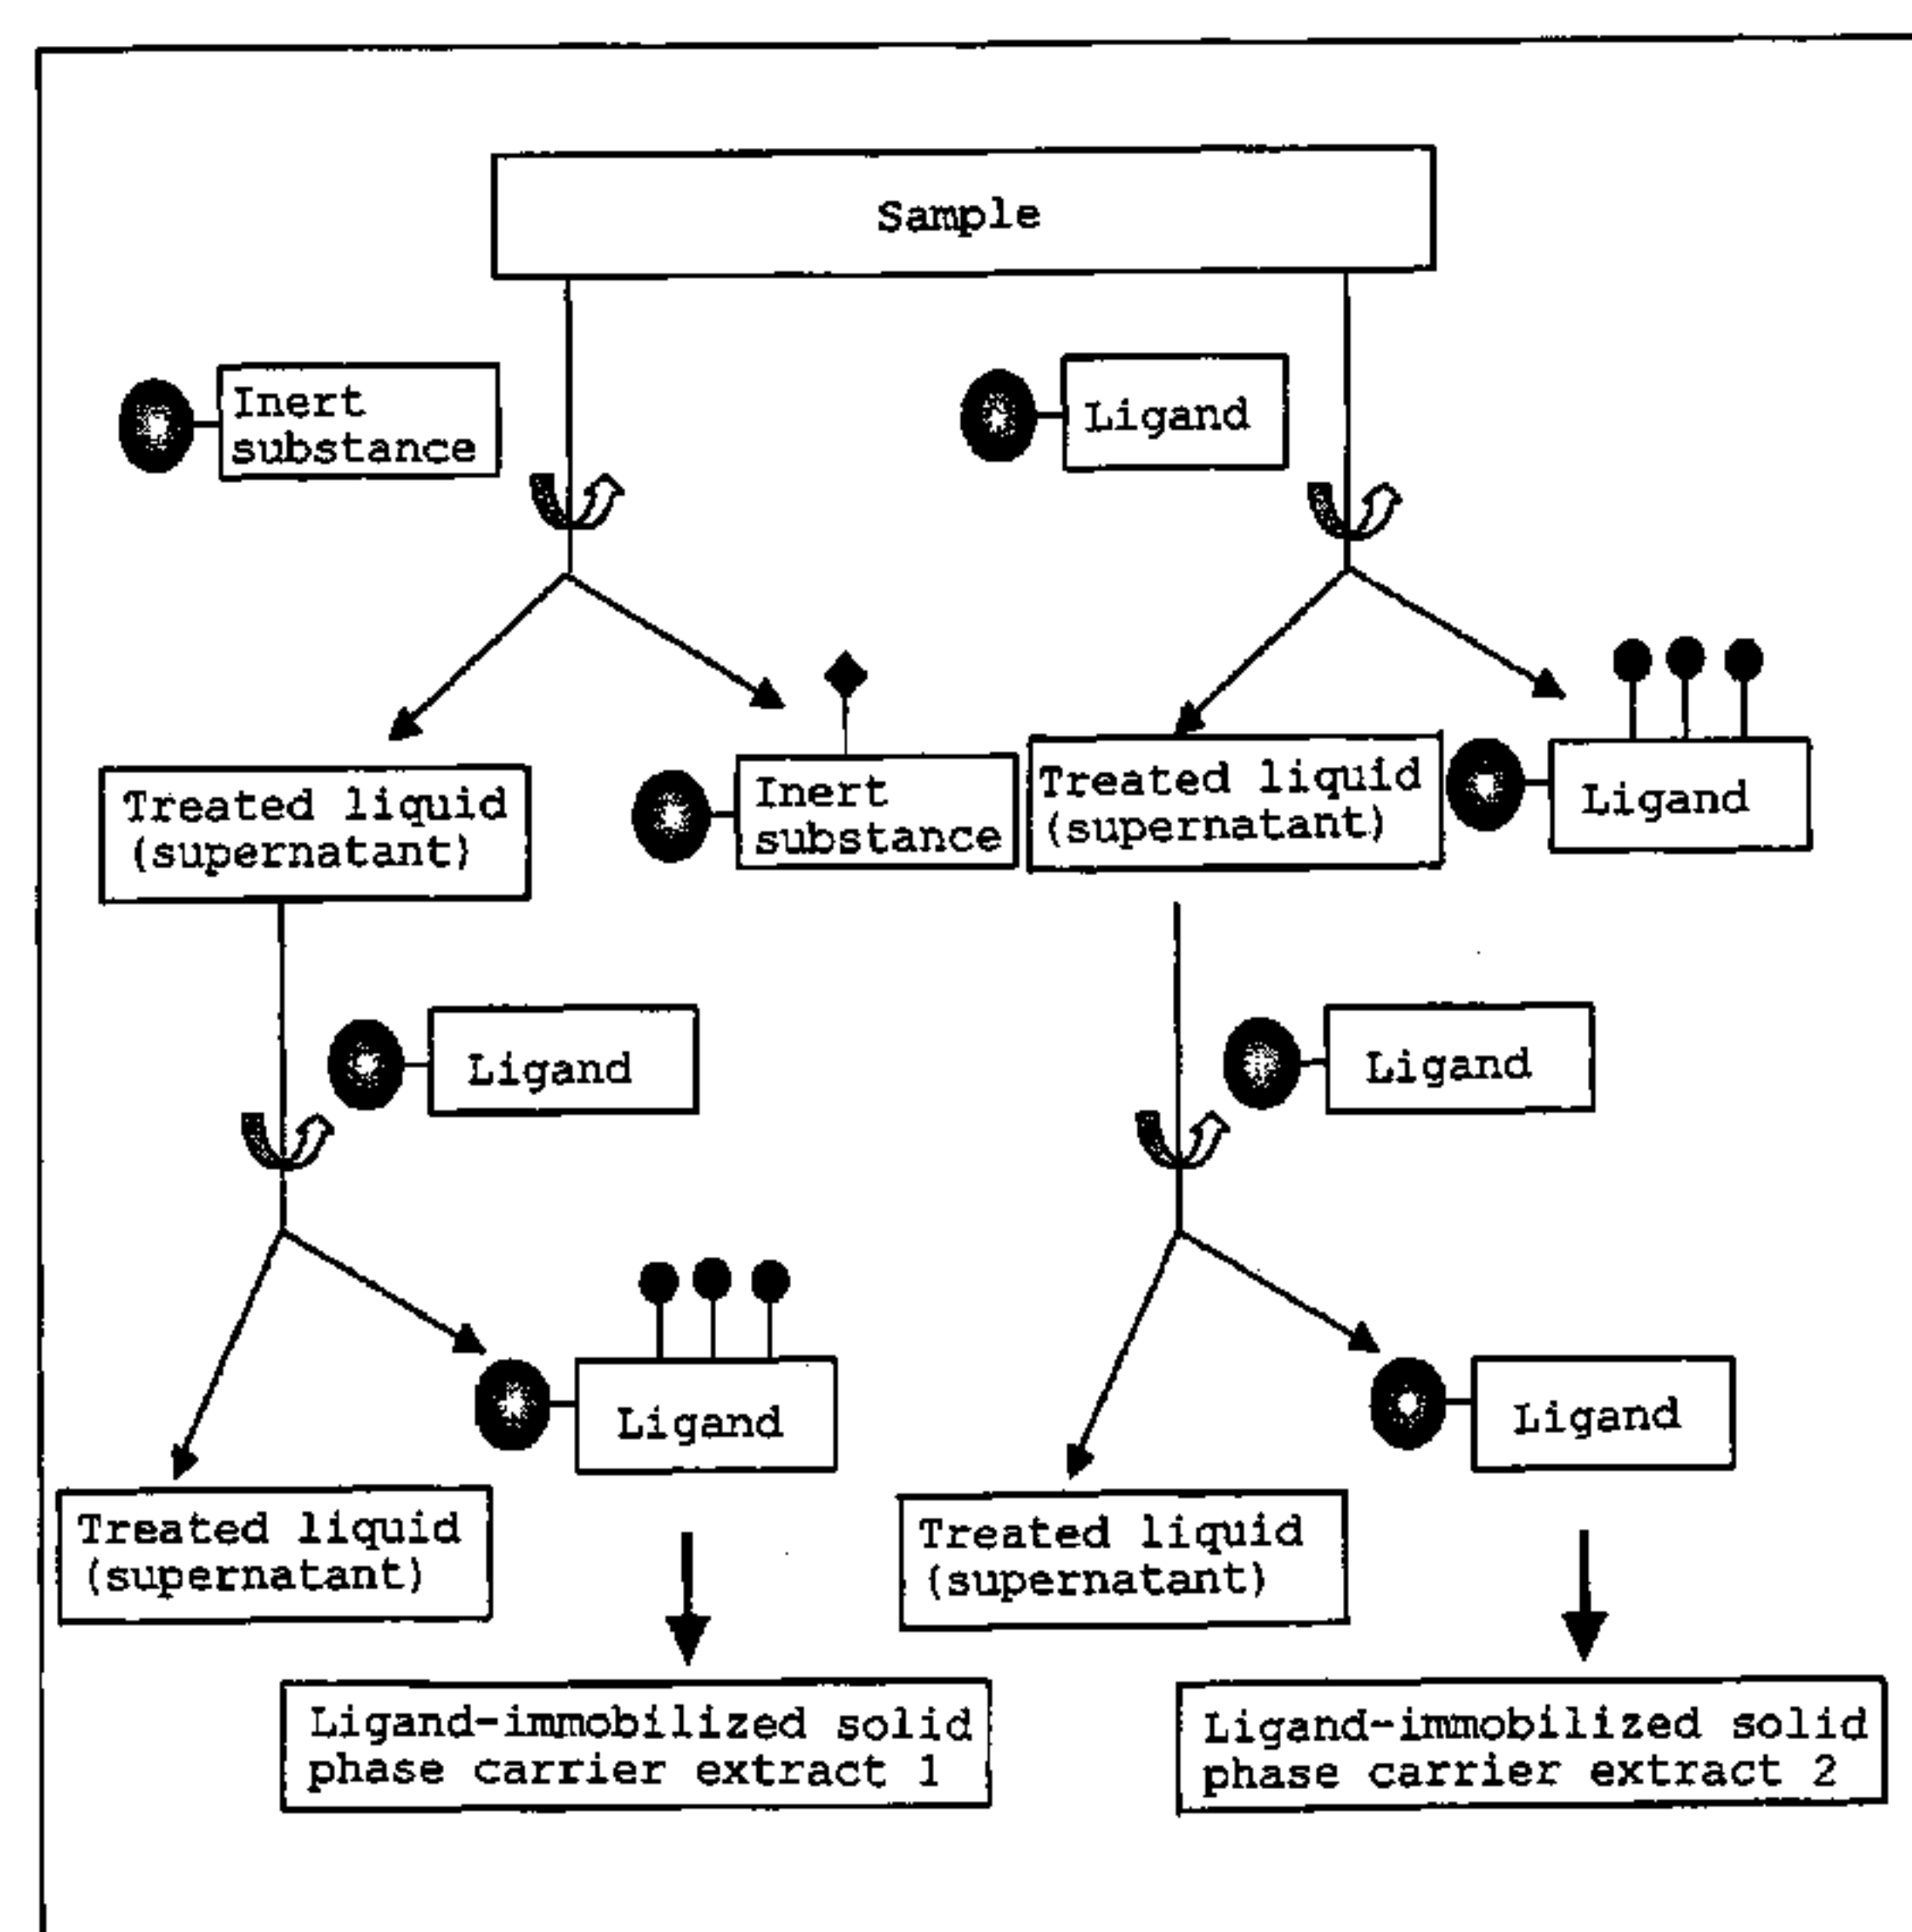 Sample
Inert
substance
Ligand
Treated liquid
(supernatant)
Inert
substance
Treated liquid
(supernatant)
Ligand
Ligand
Ligand
Ligand
Ligand
Treated liquid
(supernatant)
Treated liquid
(supernatant)
Ligand-immobilized solid
phase carrier extract 1
Ligand-immobilized solid
phase carrier extract 2